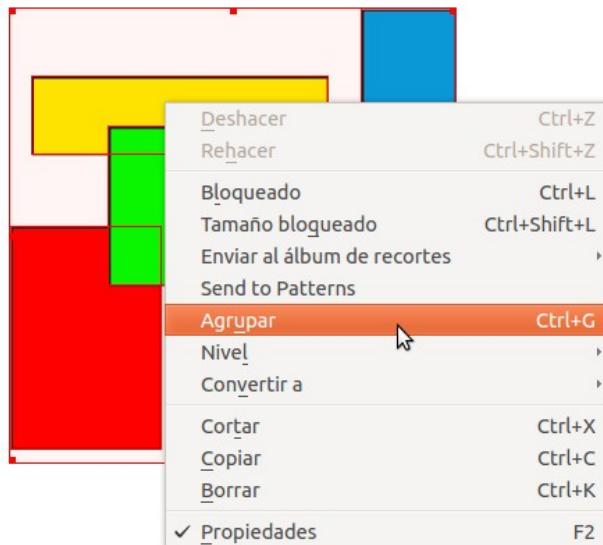 Deshacer Ctrl+Z
Rehacer Ctrl+Shift+Z
Bloqueado Ctrl+L
Tamaño bloqueado Ctrl+Shift+L
Enviar al álbum de recortes
Send to Patterns
Agrupar Ctrl+G
Nivel
Convertir a
Cortar Ctrl+X
Copiar Ctrl+C
Borrar Ctrl+K
Propiedades F2